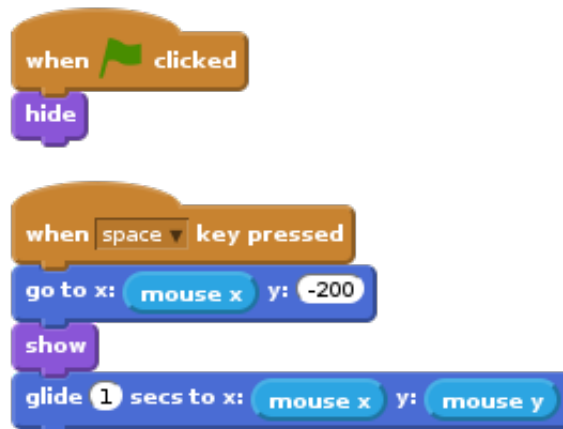 when clicked
hide
when space key pressed
go to x: mouse x y: -200
show
glide 1 secs to x: mouse x y: mouse y